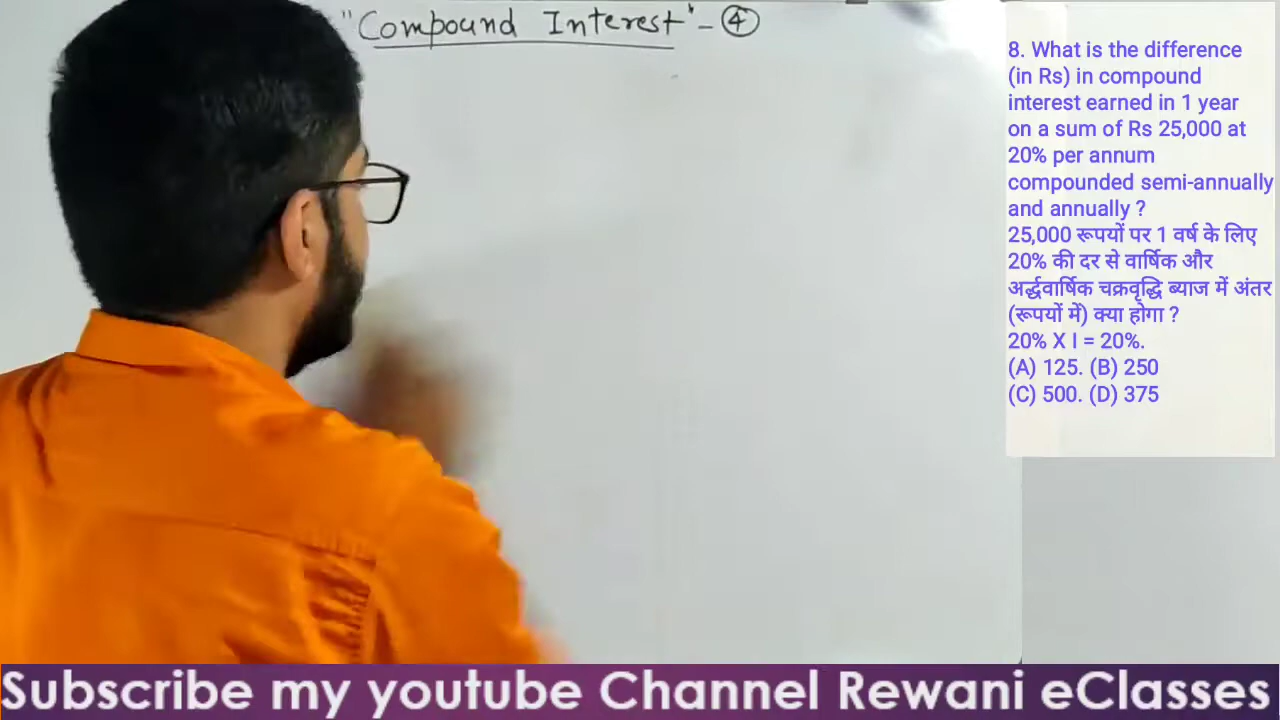 "Compound Interest" - ④
8. What is the difference
(in Rs) in compound
interest earned in 1 year
on a sum of Rs 25,000 at
20% per annum
compounded semi-annually
and annually ?
25,000 रूपयों पर 1 वर्ष के लिए
20% की दर से वार्षिक और
अर्द्धवार्षिक चक्रवृद्धि ब्याज में अंतर
(रूपयों में) क्या होगा ?
20% X I = 20%.
(A) 125. (B) 250
(C) 500. (D) 375
Subscribe my youtube Channel Rewani eClasses